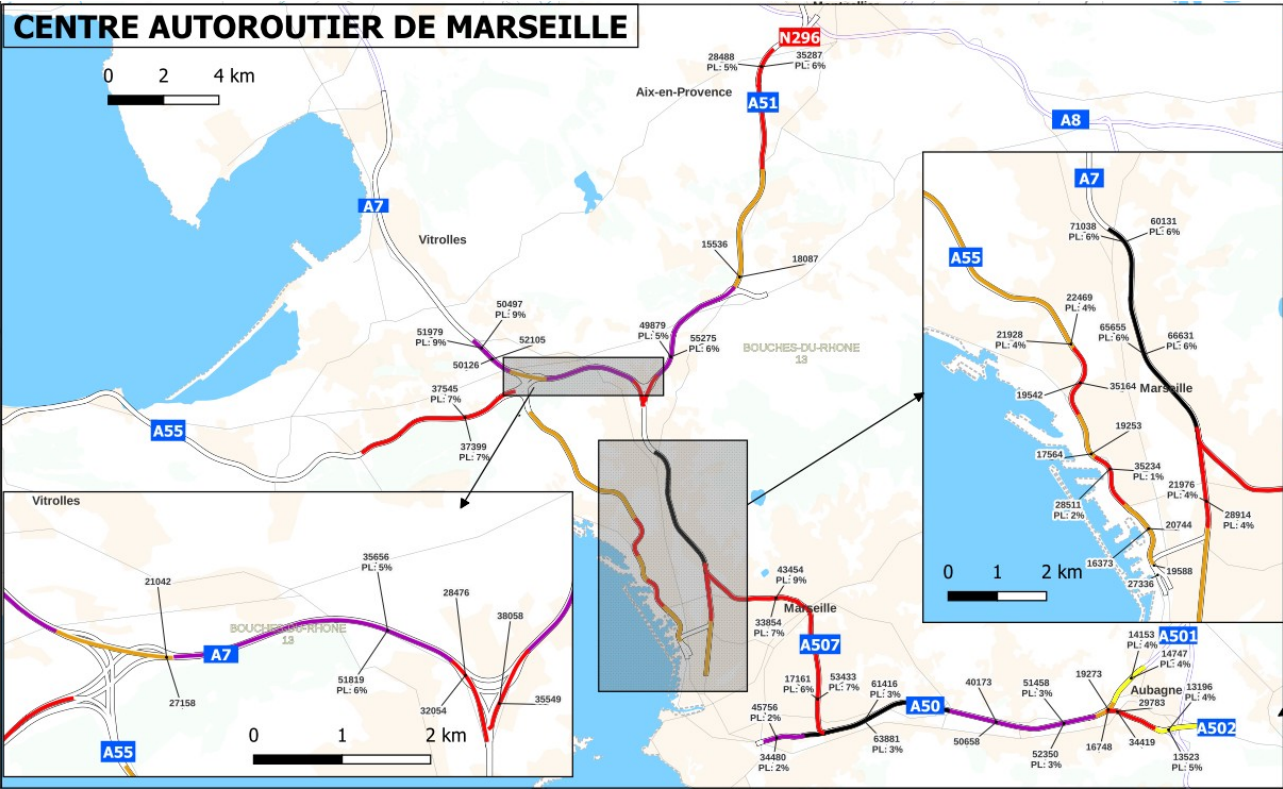 CENTRE AUTOROUTIER DE MARSEILLE
0 2 4 km
N296
28488
PL: 5%
35287
PL: 6%
Aix-en-Provence
A51
A8
A7
Vitrolles
15536
18087
50497
PL: 9%
51979
PL: 9%
52105
50126
49879
PL: 5%
55275
PL: 6%
BOUCHES-DU-RHONE
13
37545
PL: 7%
37399
PL: 7%
A55
A7
60131
PL: 6%
71038
PL: 6%
A55
22469
PL: 4%
21928
PL: 4%
65655
PL: 6%
66631
PL: 6%
35164
Marseille
19542
19253
17564
35234
PL: 1%
21976
PL: 4%
28511
PL: 2%
28914
PL: 4%
20744
16373
19588
27336
0 1 2 km
Vitrolles
35656
PL: 5%
21042
28476
BOUCHES-DU-RHONE
13
38058
A7
51819
PL: 6%
27158
32054
35549
A55
0 1 2 km
43454
PL: 9%
Marseille
33854
PL: 7%
A507
17161
PL: 6%
53433
PL: 7%
61416
PL: 3%
45756
PL: 2%
A50
40173
51458
PL: 3%
19273
14153
PL: 4%
A501
14747
PL: 4%
Aubagne
29783
13196
PL: 4%
A502
34480
PL: 2%
63881
PL: 3%
50658
52350
PL: 3%
16748
34419
13523
PL: 5%